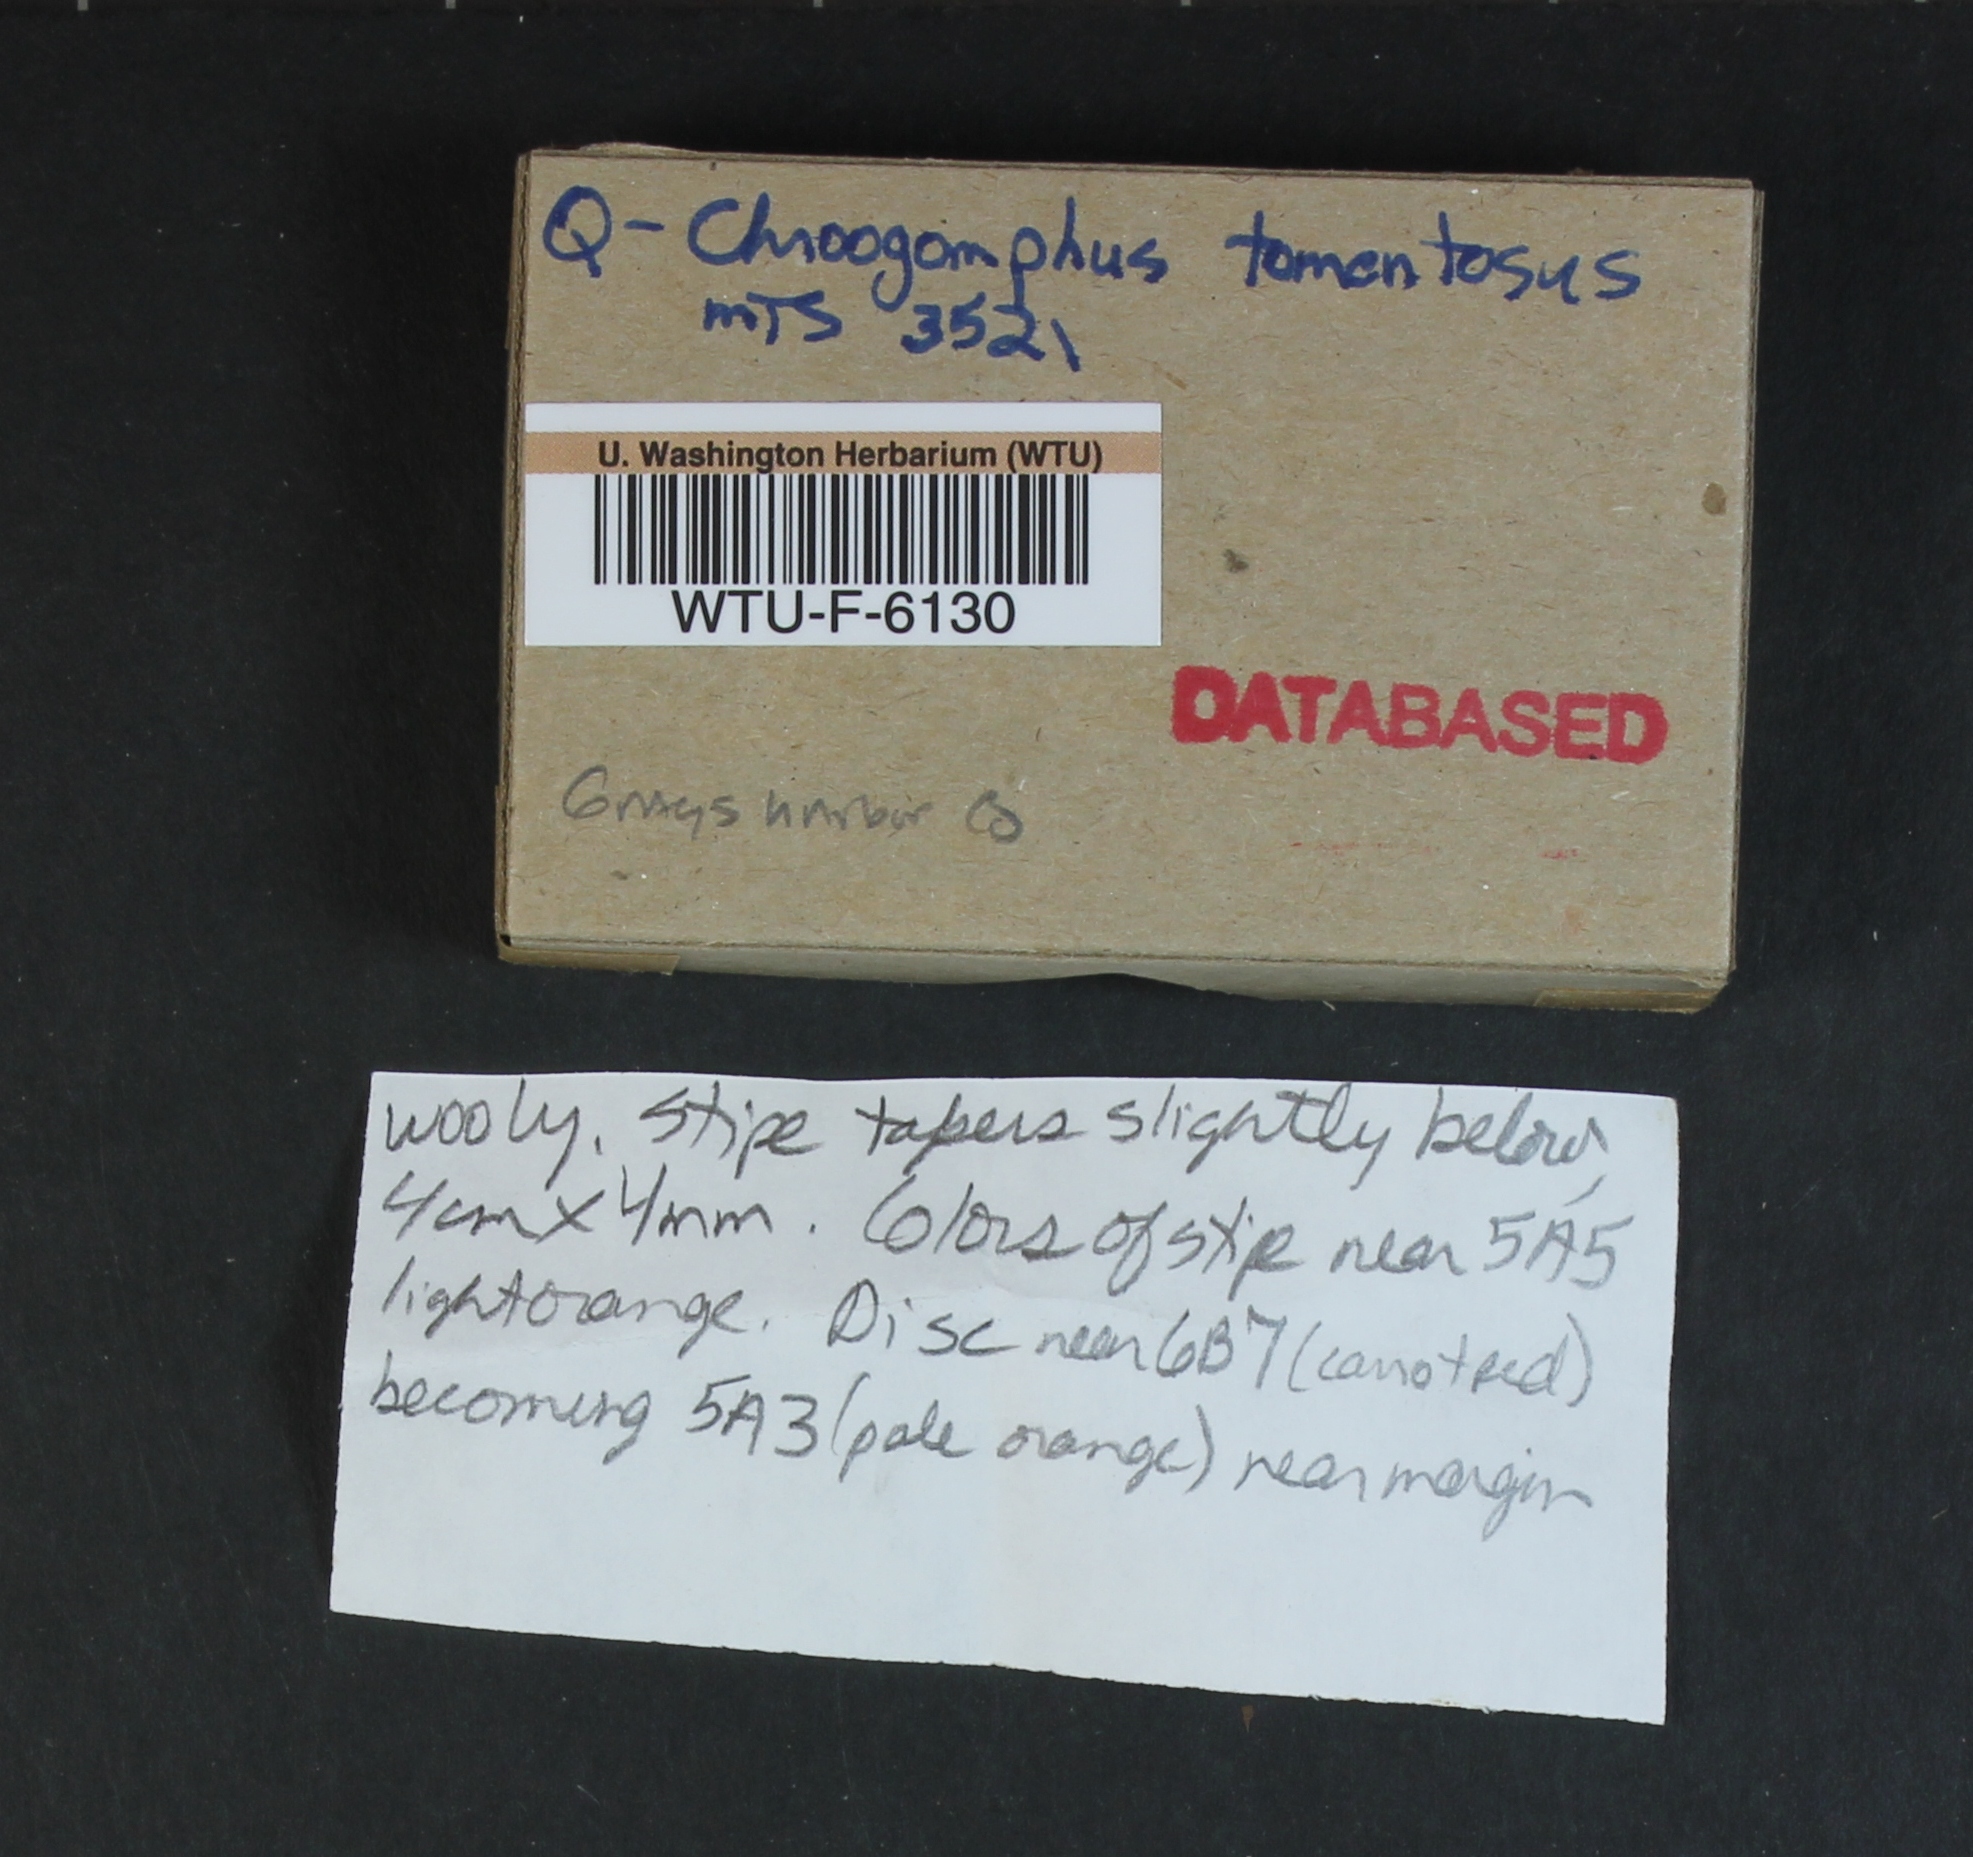 Q- Chroogomphus tomentosus
MTS 3521
U. Washington Herbarium (WTU)
WTU-F-6130
DATABASED
Grays Harbor Co
wooly. Stipe tapers slightly below,
4cm x 4mm. Colors of stipe near 5A5
light orange. Disc near 6B7 (carrot red)
becoming 5A3 (pale orange) near margin